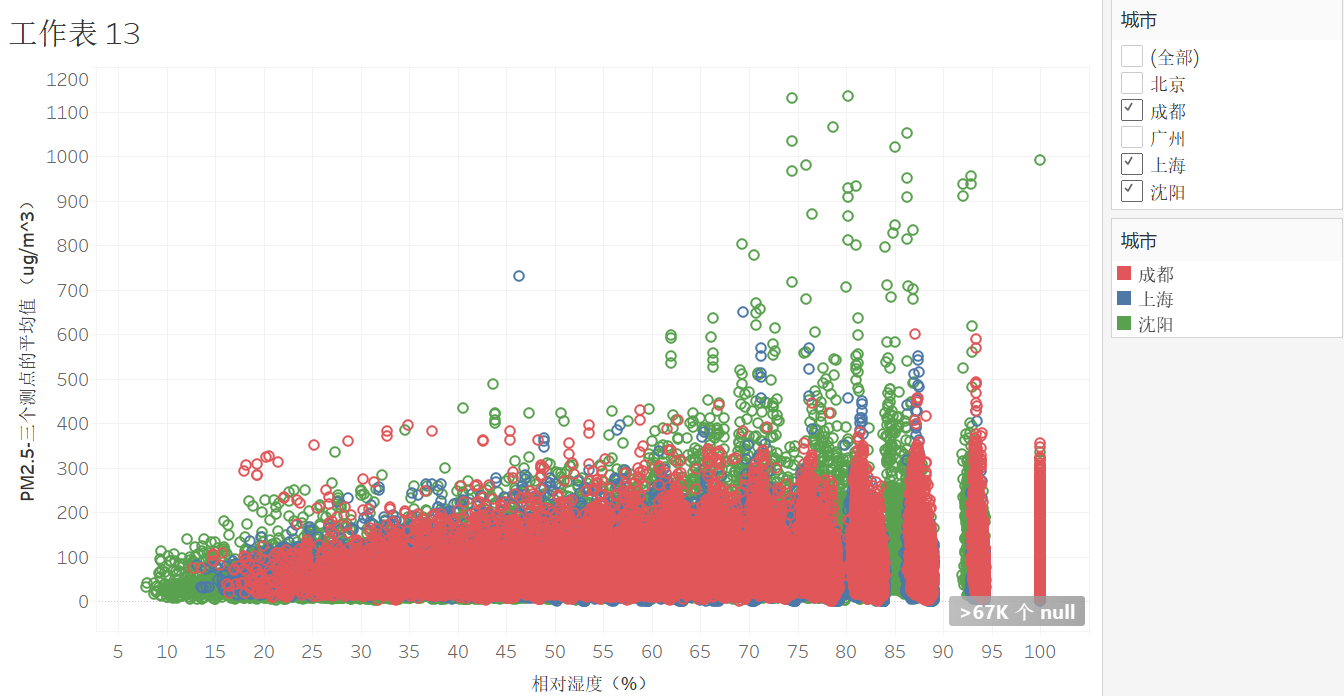 工作表 13
1200
1100
1000
900
800
700
600
500
400
300
200
100
0
PM2.5-三个测点的平均值（ug/m^3）
5 10 15 20 25 30 35 40 45 50 55 60 65 70 75 80 85 90 95 100
相对湿度（%）
>67K 个 null
城市
(全部)
北京
成都
广州
上海
沈阳
城市
成都
上海
沈阳